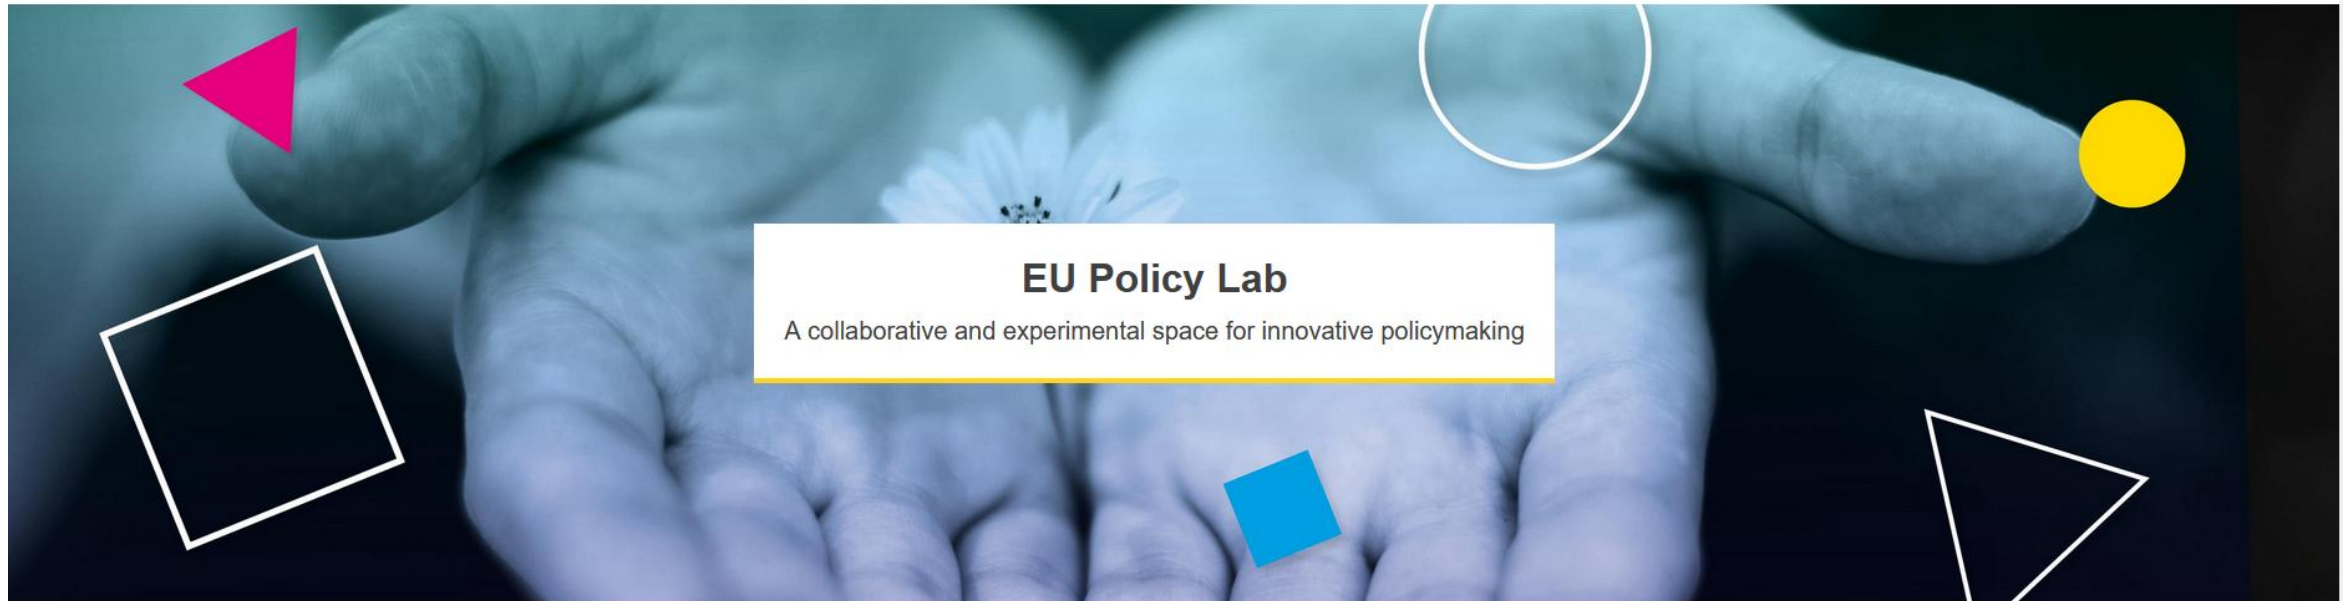 EU Policy Lab
A collaborative and experimental space for innovative policymaking